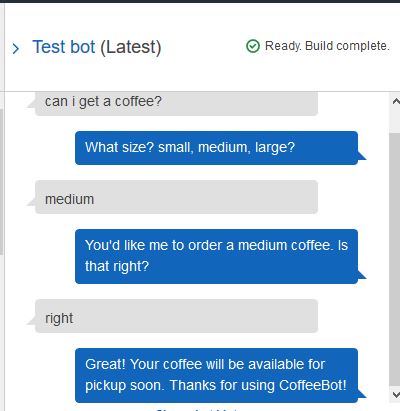 Test bot (Latest)
Ready. Build complete.
can i get a coffee?
What size? small, medium, large?
medium
You'd like me to order a medium coffee. Is
that right?
right
Great! Your coffee will be available for
pickup soon. Thanks for using CoffeeBot!